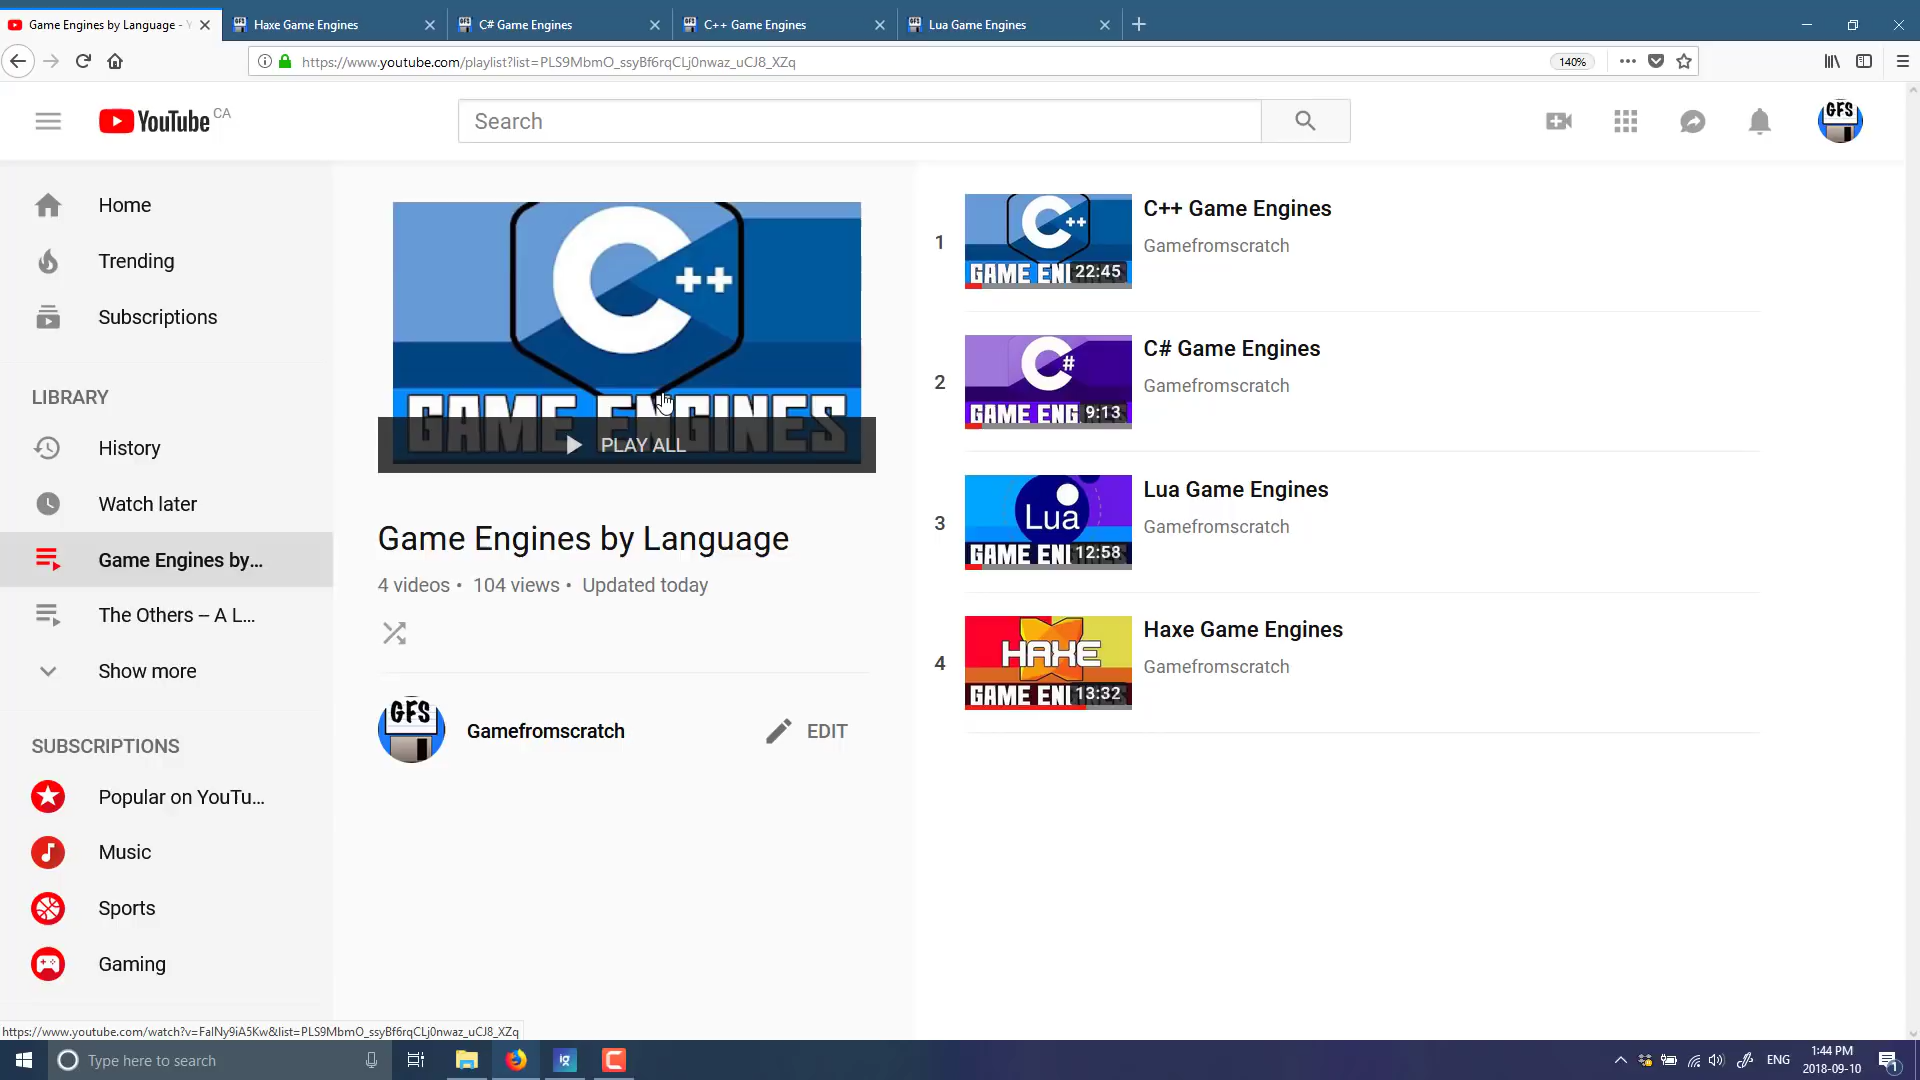 Game Engines by Language - Y
Haxe Game Engines
C# Game Engines
C++ Game Engines
Lua Game Engines
https://www.youtube.com/playlist?list=PLS9MbmO_ssyBf6rqCLj0nwaz_uCJ8_XZq
140%
YouTube CA
Search
GFS
Home
Trending
Subscriptions
LIBRARY
History
Watch later
Game Engines by...
The Others – A L...
Show more
SUBSCRIPTIONS
Popular on YouTu...
Music
Sports
Gaming
C++
GAME ENGINES
PLAY ALL
Game Engines by Language
4 videos • 104 views • Updated today
GFS
Gamefromscratch
EDIT
1
C++
GAME ENG
22:45
C++ Game Engines
Gamefromscratch
2
C#
GAME ENG
9:13
C# Game Engines
Gamefromscratch
3
Lua
GAME ENG
12:58
Lua Game Engines
Gamefromscratch
4
HAXE
GAME ENG
13:32
Haxe Game Engines
Gamefromscratch
https://www.youtube.com/watch?v=FalNy9iA5Kw&list=PLS9MbmO_ssyBf6rqCLj0nwaz_uCJ8_XZq
Type here to search
ig
C
ENG
1:44 PM
2018-09-10
1